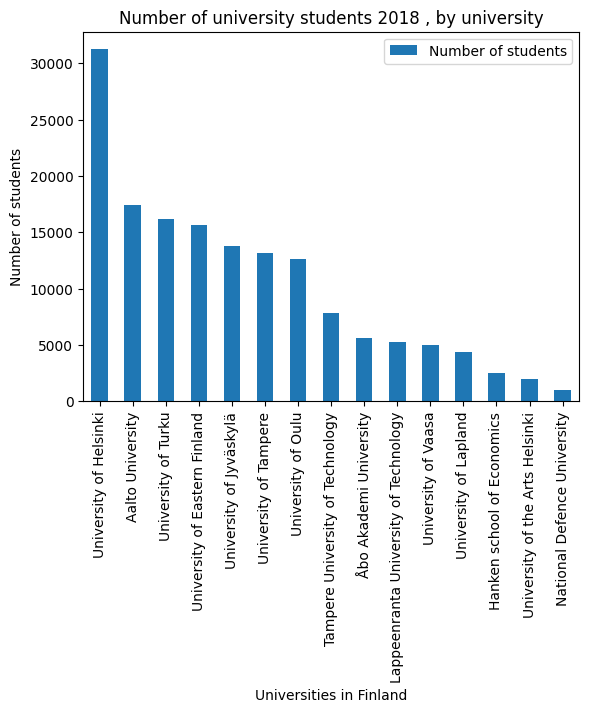 Number of university students 2018 , by university
Number of students
30000
25000
20000
15000
10000
5000
0
Number of students
University of Helsinki
Aalto University
University of Turku
University of Eastern Finland
University of Jyväskylä
University of Tampere
University of Oulu
Tampere University of Technology
Åbo Akademi University
Lappeenranta University of Technology
University of Vaasa
University of Lapland
Hanken school of Economics
University of the Arts Helsinki
National Defence University
Universities in Finland